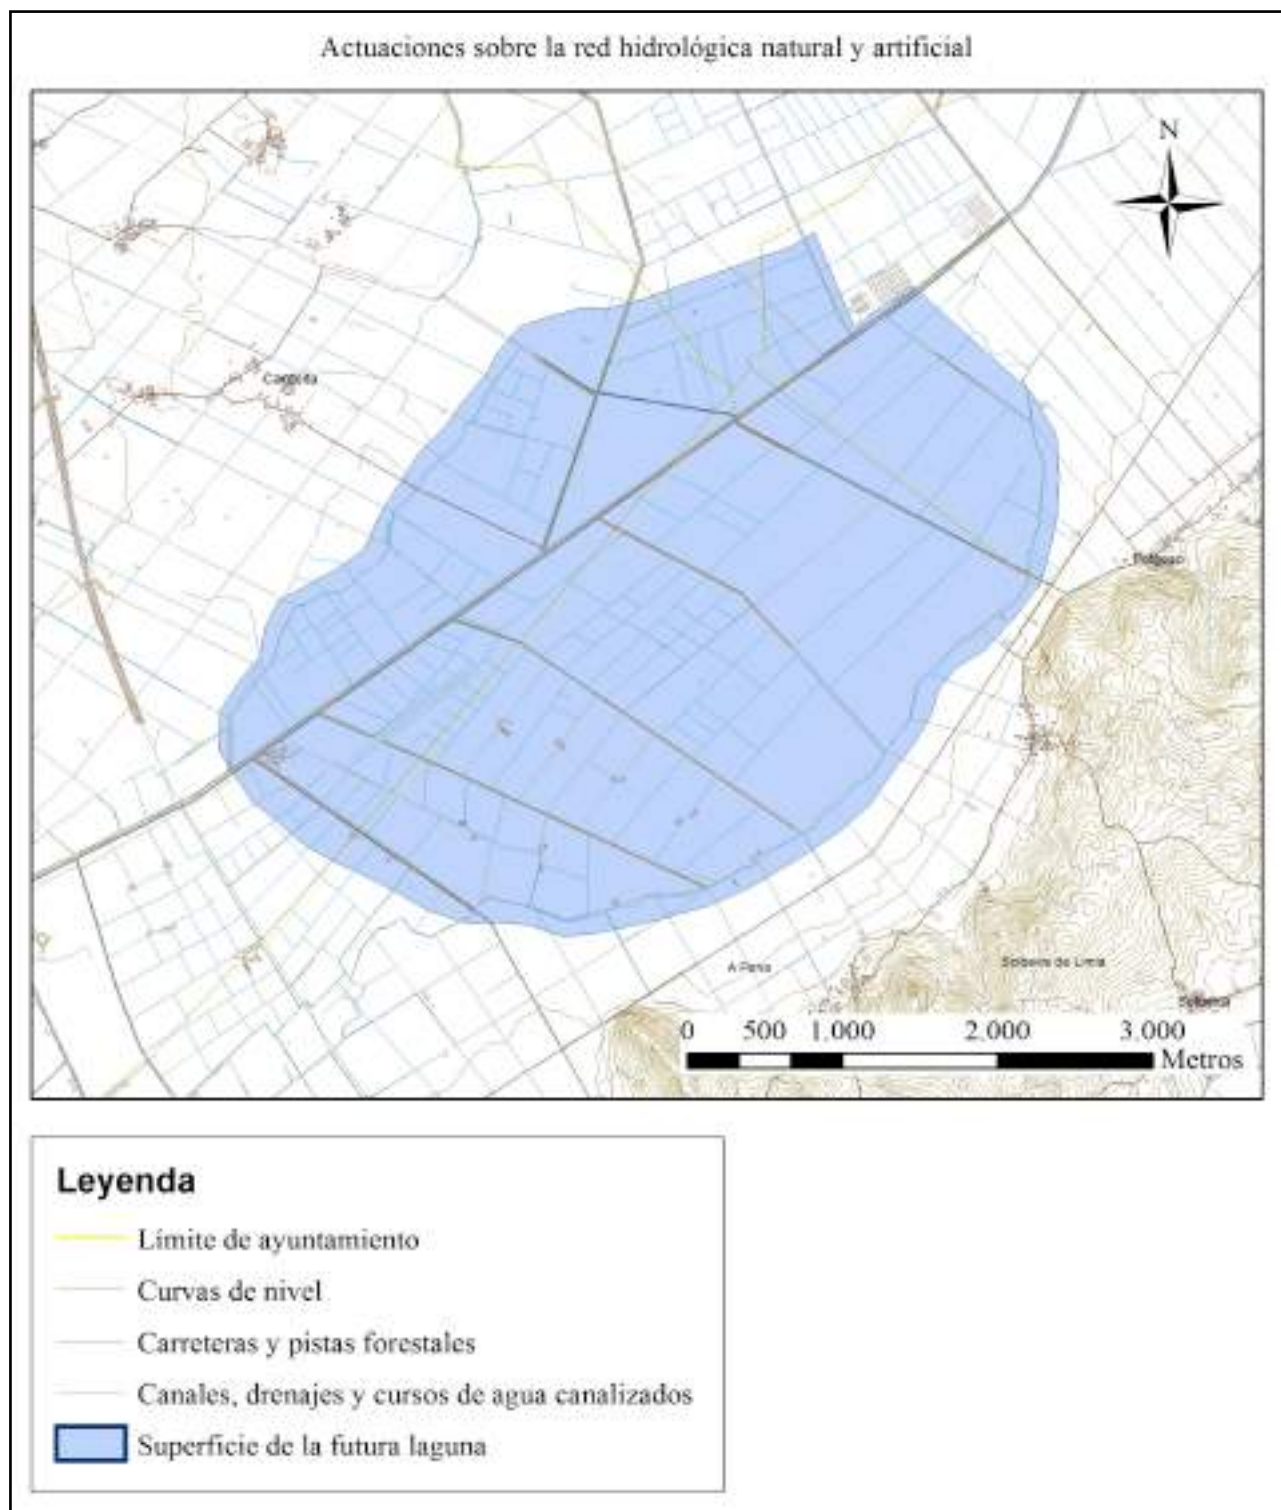 Actuaciones sobre la red hidrológica natural y artificial
N
A Pena
0 500 1.000 2.000 3.000
Metros
Leyenda
Límite de ayuntamiento
Curvas de nivel
Carreteras y pistas forestales
Canales, drenajes y cursos de agua canalizados
Superficie de la futura laguna